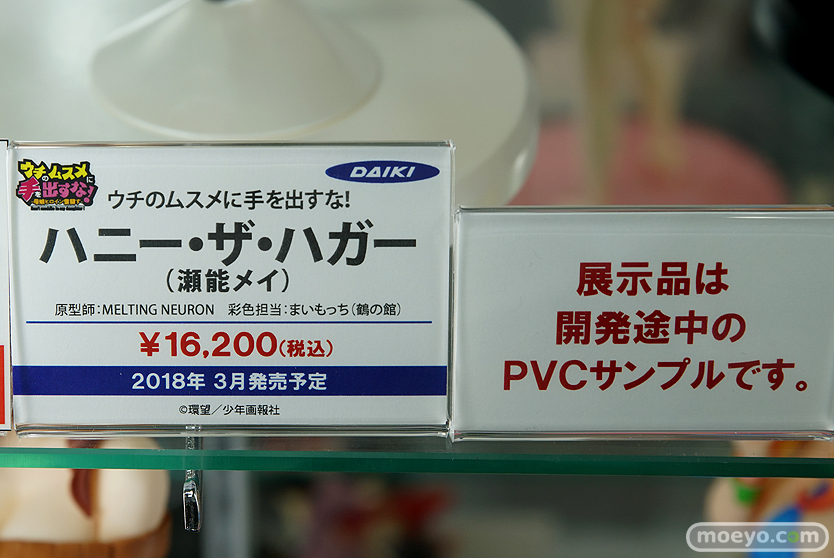 ウチのムスメに
手を出すな!
DAIKI
ウチのムスメに手を出すな!
ハニー・ザ・ハガー
(瀬能メイ)
原型師:MELTING NEURON 彩色担当:まいもっち(鶴の館)
¥16,200(税込)
2018年 3月発売予定
©環望/少年画報社
展示品は
開発途中の
PVCサンプルです。
moeyo.com